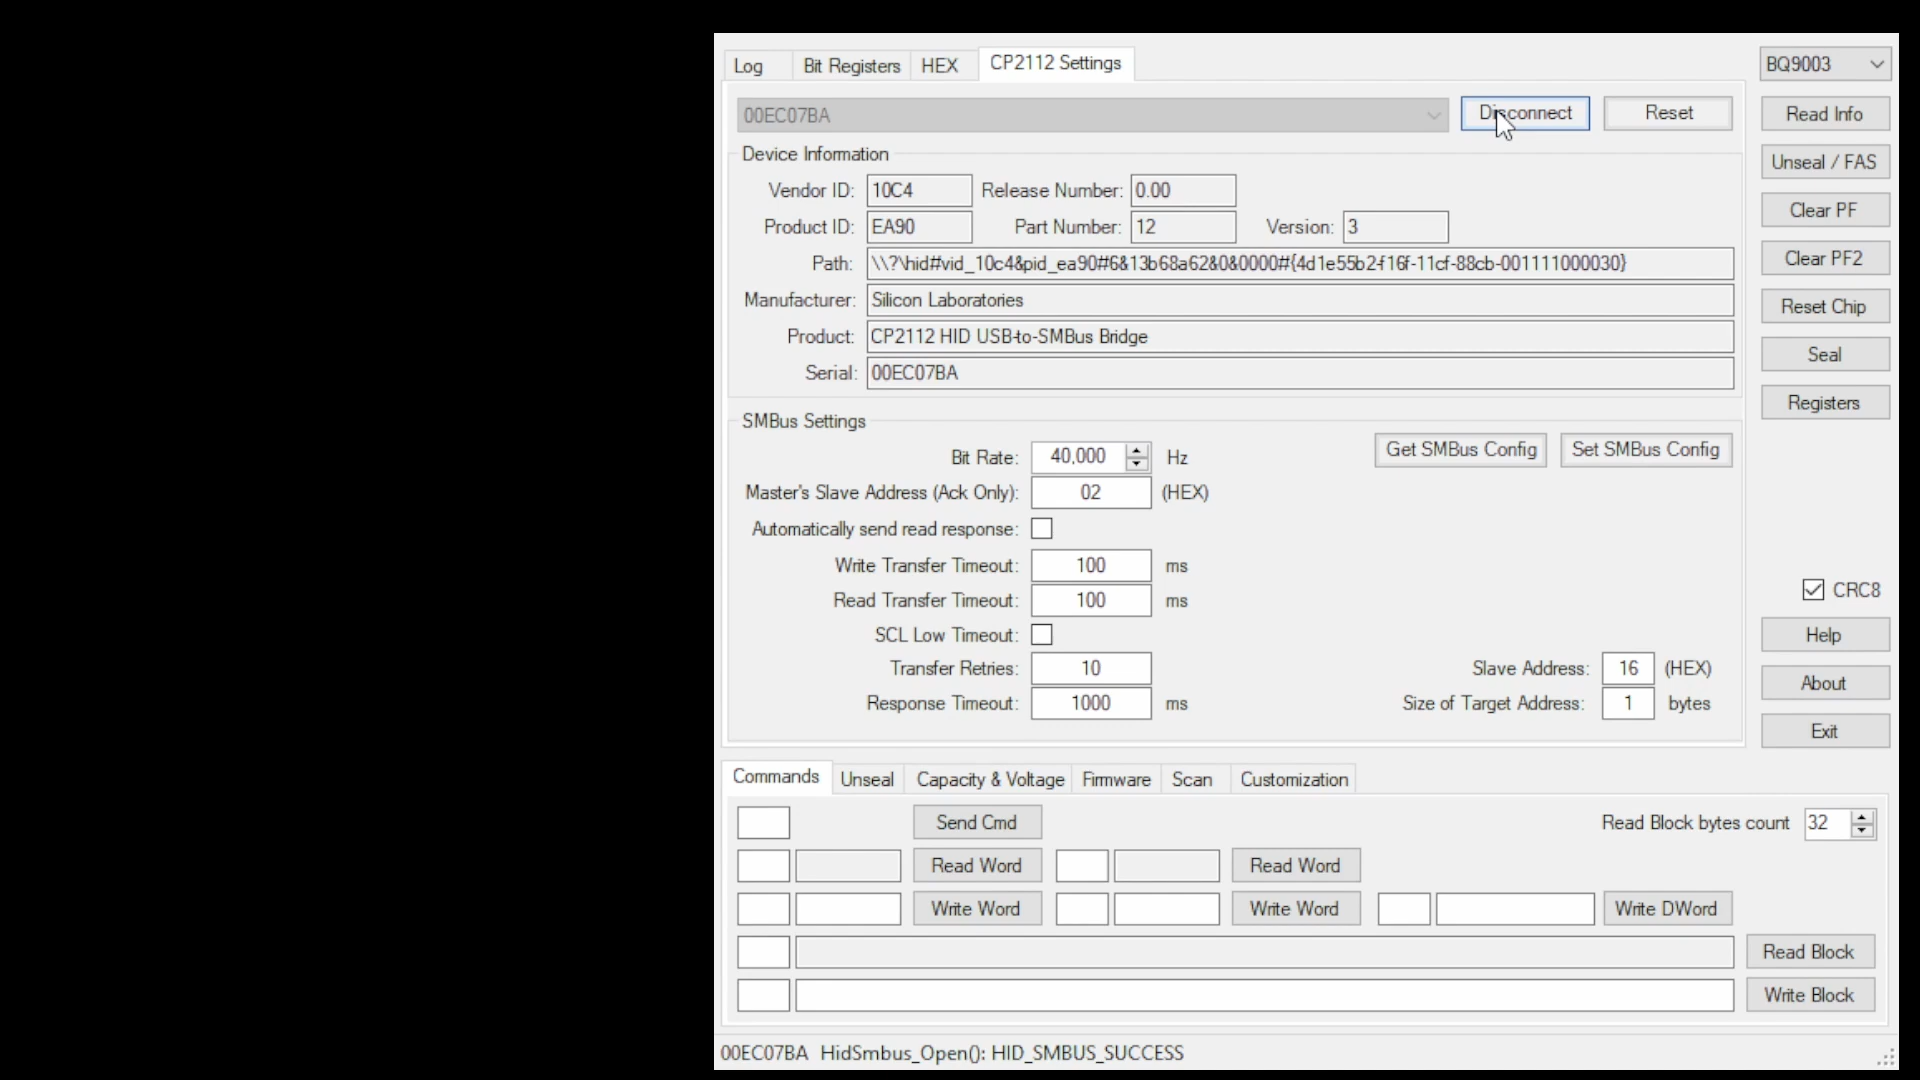 Log Bit Registers HEX CP2112 Settings BQ9003
00EC07BA Disconnect Reset Read Info
Device Information
Unseal / FAS
Vendor ID: 10C4 Release Number: 0.00
Clear PF
Product ID: EA90 Part Number: 12 Version: 3
Path: \\?\hid#vid_10c4&pid_ea90#6&13b68a62&0&0000#{4d1e55b2-f16f-11cf-88cb-001111000030} Clear PF2
Manufacturer: Silicon Laboratories Reset Chip
Product: CP2112 HID USB-to-SMBus Bridge
Seal
Serial: 00EC07BA
Registers
SMBus Settings
Bit Rate: 40,000 Hz Get SMBus Config Set SMBus Config
Master's Slave Address (Ack Only): 02 (HEX)
Automatically send read response:
Write Transfer Timeout: 100 ms
CRC8
Read Transfer Timeout: 100 ms
SCL Low Timeout: Help
Transfer Retries: 10 Slave Address: 16 (HEX)
About
Response Timeout: 1000 ms Size of Target Address: 1 bytes
Exit
Commands Unseal Capacity & Voltage Firmware Scan Customization
Send Cmd Read Block bytes count 32
Read Word Read Word
Write Word Write Word Write DWord
Read Block
Write Block
00EC07BA HidSmbus_Open(): HID_SMBUS_SUCCESS